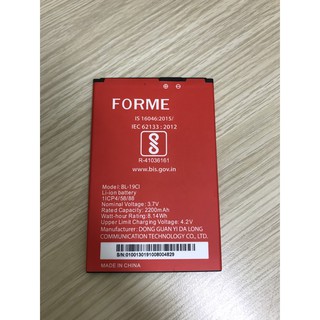 FORME
IS 16046:2015/
IEC 62133: 2012
R-41036161
www.bis.gov.in
Model: BL-19CI
Li-ion battery
1ICP4/56/86
Nominal Voltage: 3.7V
Rated Capacity: 2200mAh
Watt-hour Rating:8.14Wh
Upper Limit Charging Voltage: 4.2V
Manufacturer: DONG GUAN YI DA LONG
COMMUNICATION TECHNOLOGY CO., LTD.
S/N:0100130191008004829
MADE IN CHINA